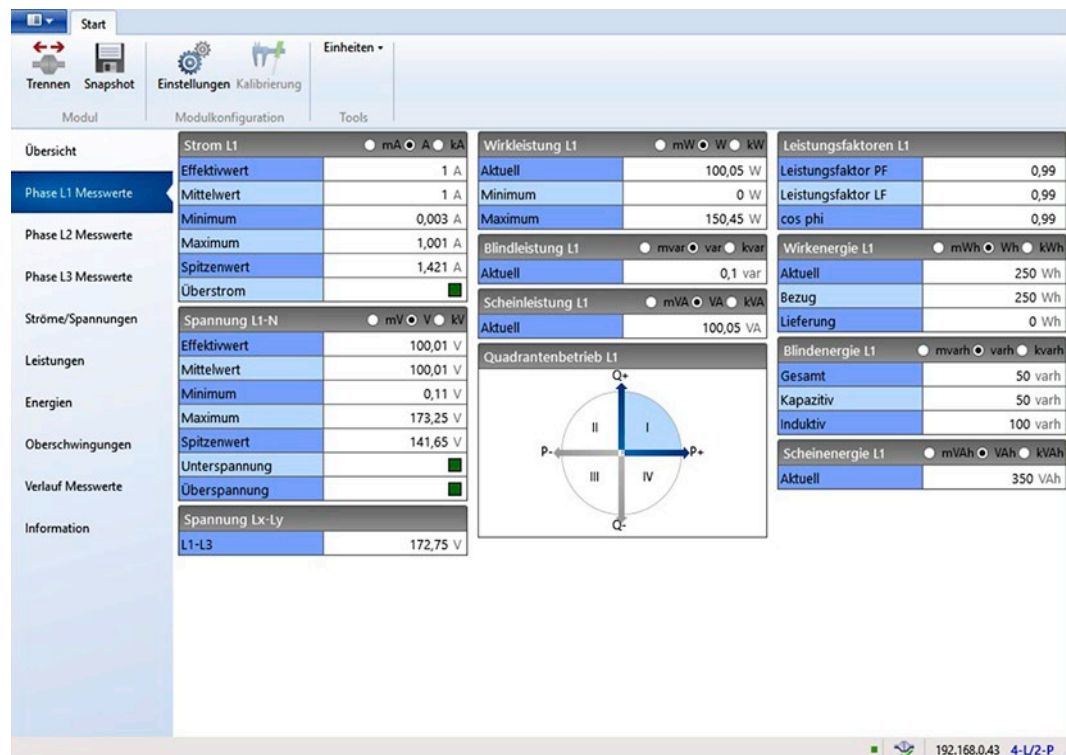 Start
Trennen Snapshot
Modul
Einstellungen Kalibrierung
Modulkonfiguration
Einheiten
Tools
Übersicht
Phase L1 Messwerte
Phase L2 Messwerte
Phase L3 Messwerte
Ströme/Spannungen
Leistungen
Energien
Oberschwingungen
Verlauf Messwerte
Information
Strom L1 mA A kA
Effektivwert 1 A
Mittelwert 1 A
Minimum 0,003 A
Maximum 1,001 A
Spitzenwert 1,421 A
Überstrom
Spannung L1-N mV V kV
Effektivwert 100,01 V
Mittelwert 100,01 V
Minimum 0,11 V
Maximum 173,25 V
Spitzenwert 141,65 V
Unterspannung
Überspannung
Spannung Lx-Ly
L1-L3 172,75 V
Wirkleistung L1 mW W kW
Aktuell 100,05 W
Minimum 0 W
Maximum 150,45 W
Blindleistung L1 mvar var kvar
Aktuell 0,1 var
Scheinleistung L1 mVA VA kVA
Aktuell 100,05 VA
Quadrantenbetrieb L1
Q+
II I
P- P+
III IV
Q-
Leistungsfaktoren L1
Leistungsfaktor PF 0,99
Leistungsfaktor LF 0,99
cos phi 0,99
Wirkenergie L1 mWh Wh kWh
Aktuell 250 Wh
Bezug 250 Wh
Lieferung 0 Wh
Blindenergie L1 mvarh varh kvarh
Gesamt 50 varh
Kapazitiv 50 varh
Induktiv 100 varh
Scheinenergie L1 mVAh VAh kVAh
Aktuell 350 VAh
192.168.0.43 4-L/2-P